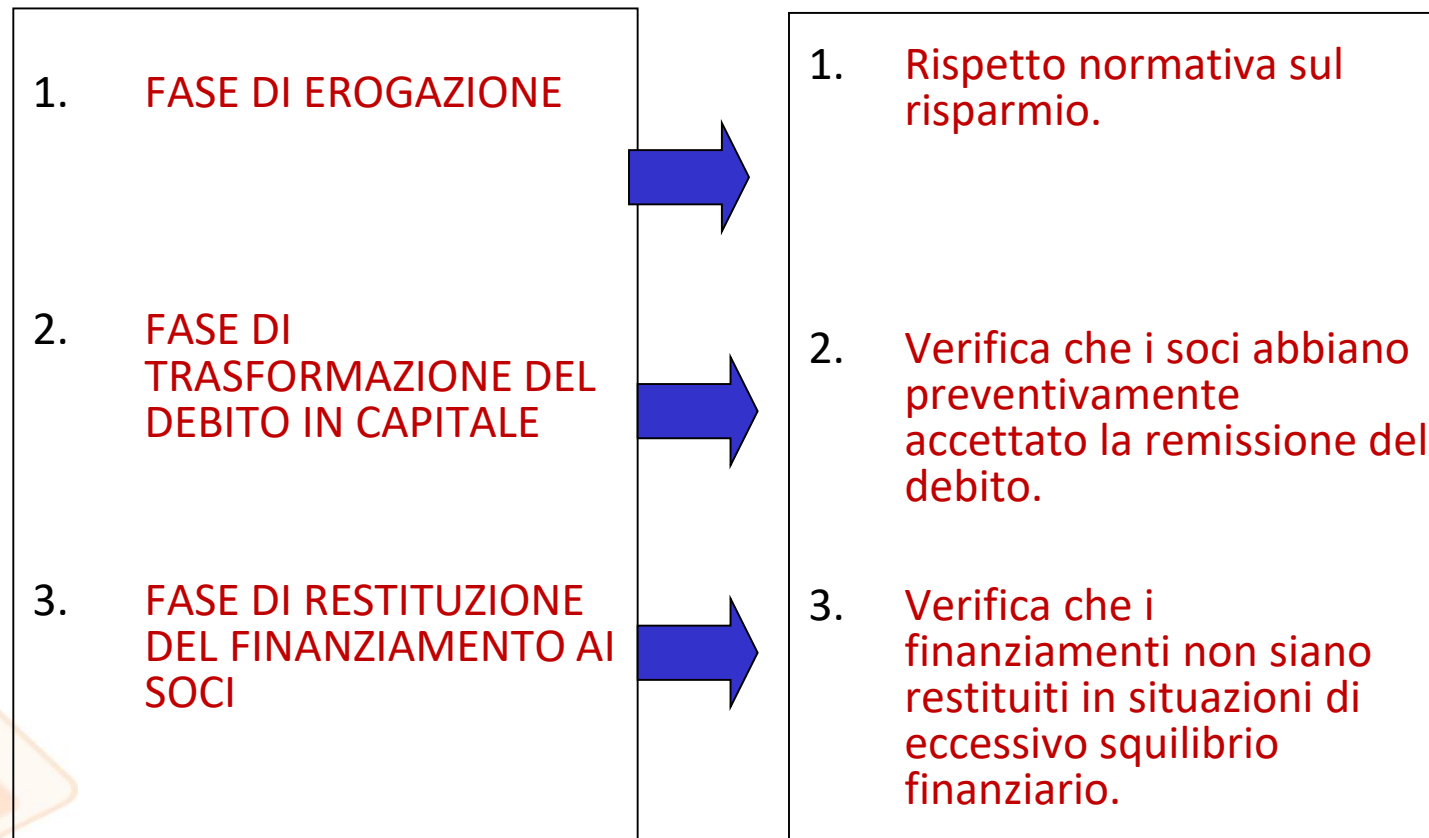 1. FASE DI EROGAZIONE
2. FASE DI
TRASFORMAZIONE DEL
DEBITO IN CAPITALE
3. FASE DI RESTITUZIONE
DEL FINANZIAMENTO AI
SOCI
1. Rispetto normativa sul
risparmio.
2. Verifica che i soci abbiano
preventivamente
accettato la remissione del
debito.
3. Verifica che i
finanziamenti non siano
restituiti in situazioni di
eccessivo squilibrio
finanziario.